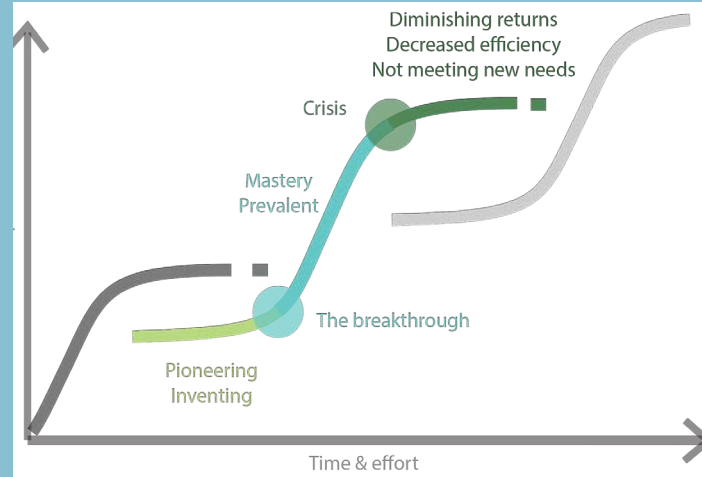 Diminishing returns
Decreased efficiency
Not meeting new needs
Crisis
Mastery
Prevalent
The breakthrough
Pioneering
Inventing
Time & effort